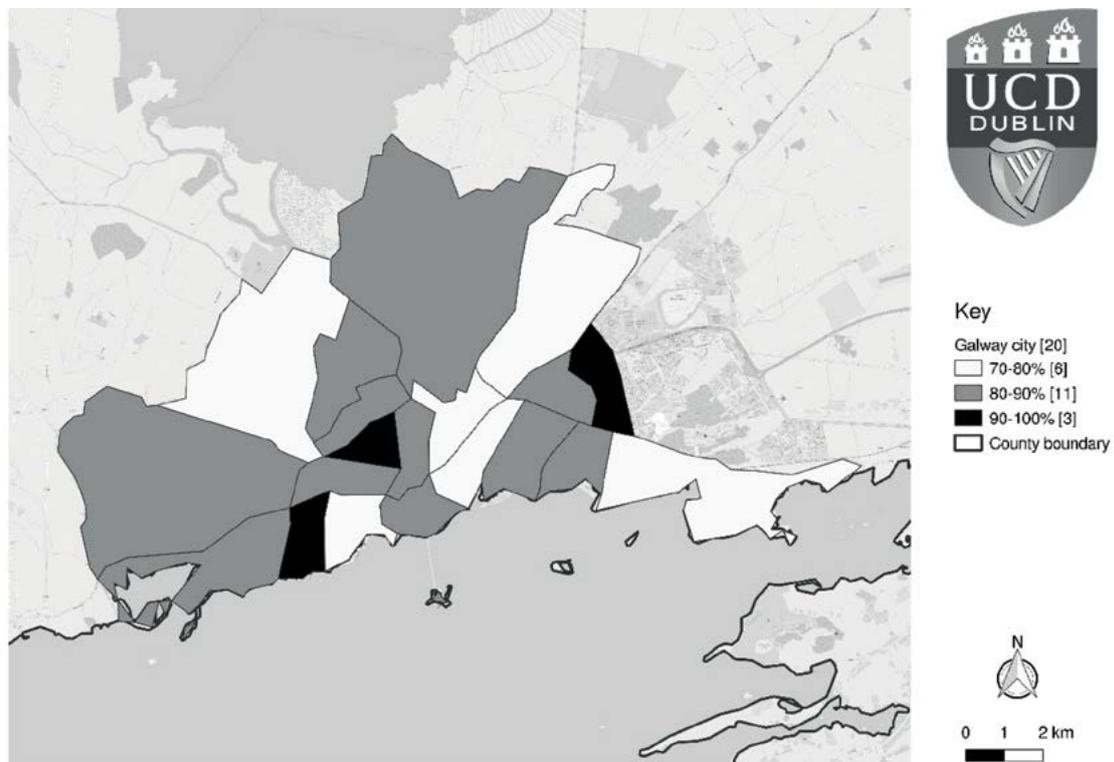 UCD
DUBLIN
Key
Galway city [20]
70-80% [6]
80-90% [11]
90-100% [3]
County boundary
N
0 1 2 km